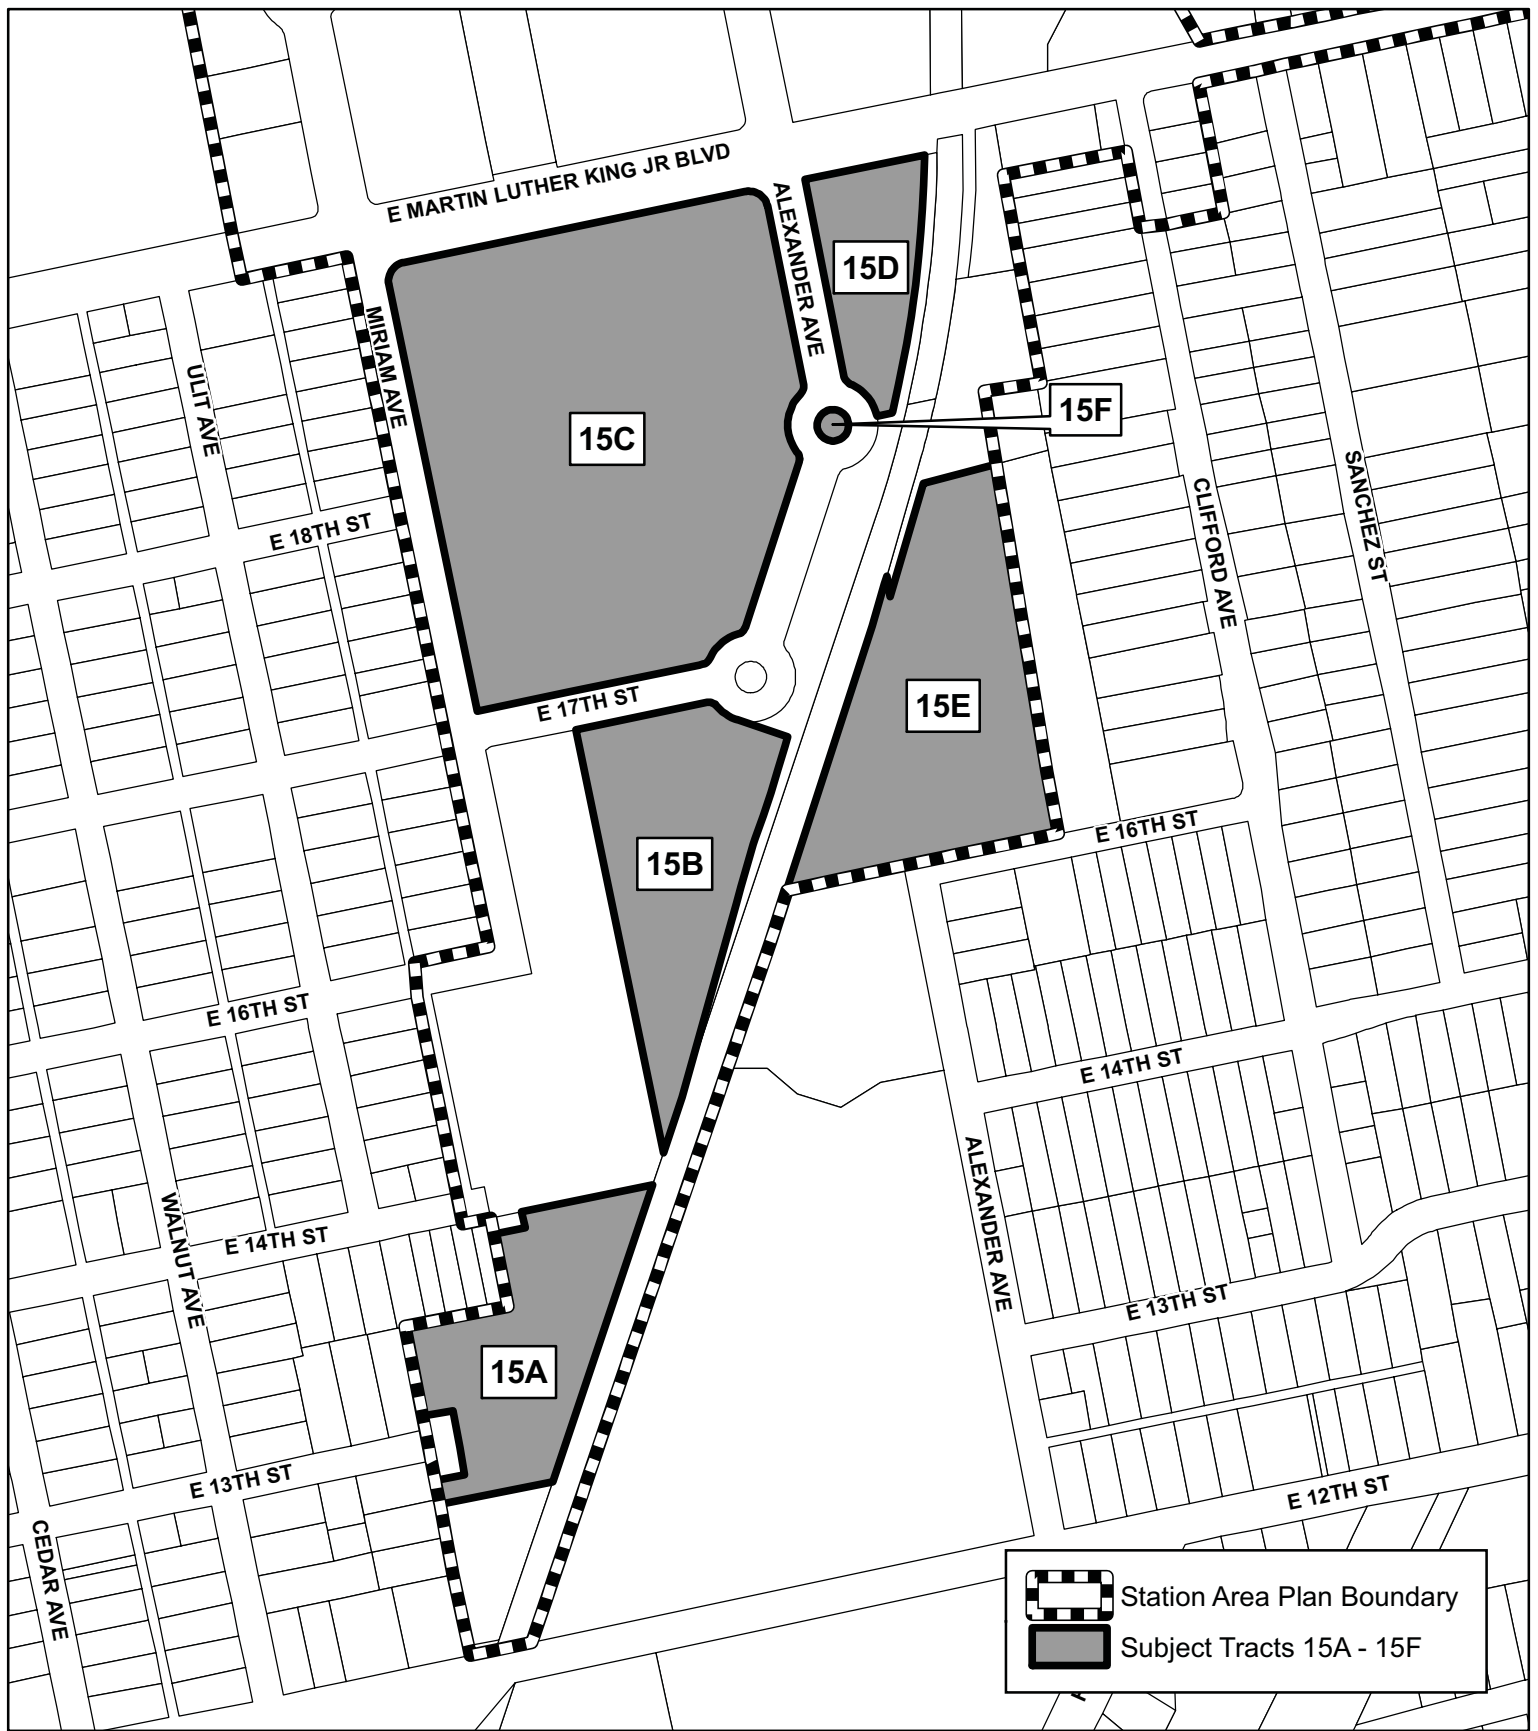 E MARTIN LUTHER KING JR BLVD
ALEXANDER AVE
15D
MIRIAM AVE
ULIT AVE
15C
15F
SANCHEZ ST
CLIFFORD AVE
E 18TH ST
E 17TH ST
15E
E 16TH ST
15B
E 16TH ST
E 14TH ST
ALEXANDER AVE
WALNUT AVE
E 14TH ST
E 13TH ST
15A
E 13TH ST
E 12TH ST
CEDAR AVE
Station Area Plan Boundary
Subject Tracts 15A - 15F